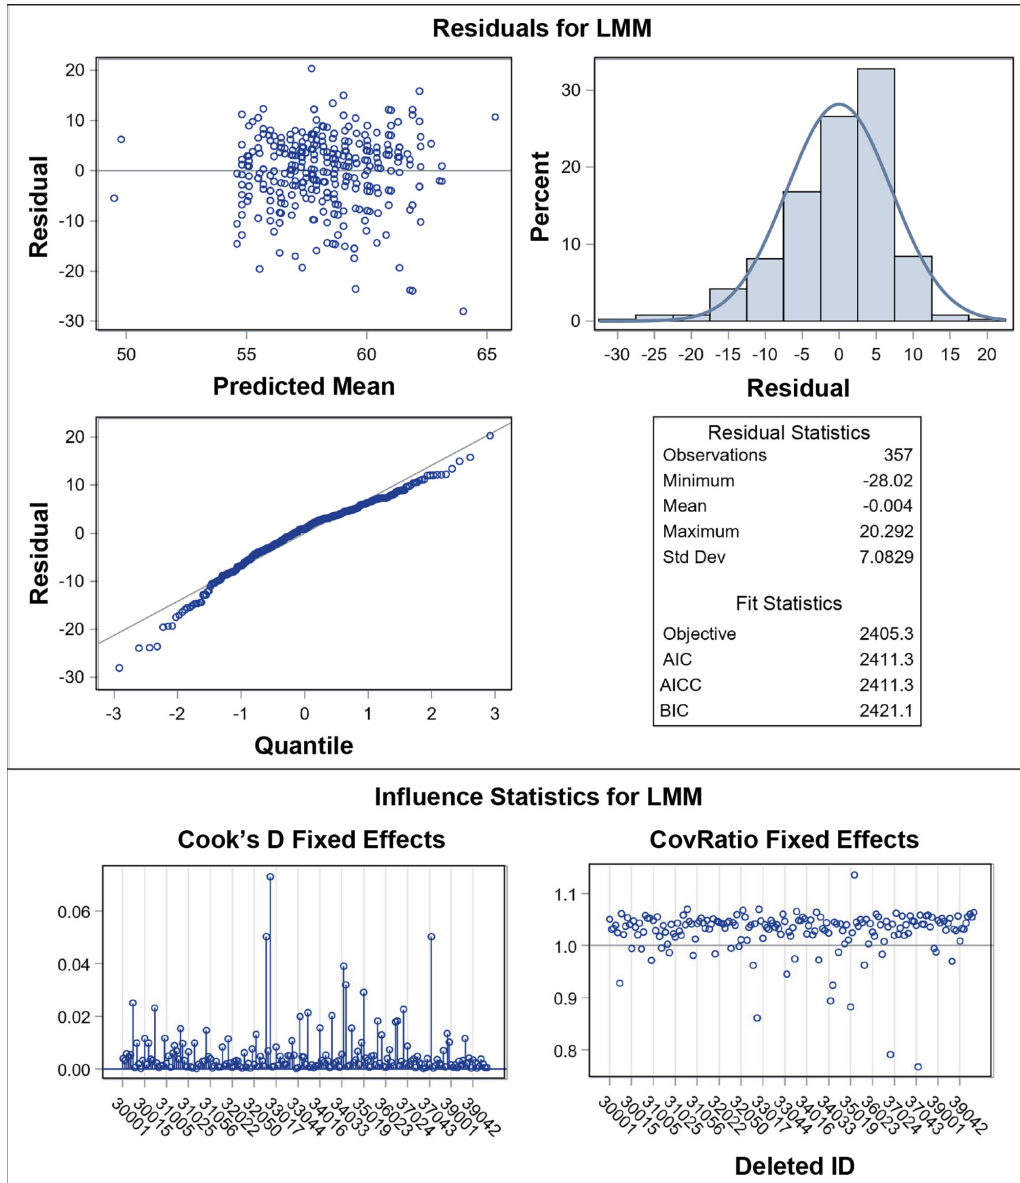 Residuals for LMM
Residual
20
10
0
-10
-20
-30
50 55 60 65
Predicted Mean
Percent
30
20
10
0
-30 -25 -20 -15 -10 -5 0 5 10 15 20
Residual
Residual
20
10
0
-10
-20
-30
-3 -2 -1 0 1 2 3
Quantile
Residual Statistics
Observations 357
Minimum -28.02
Mean -0.004
Maximum 20.292
Std Dev 7.0829
Fit Statistics
Objective 2405.3
AIC 2411.3
AICC 2411.3
BIC 2421.1
Influence Statistics for LMM
Cook's D Fixed Effects
0.06
0.04
0.02
0.00
30001 30015 31005 31025 31056 32022 32050 33017 33044 34016 34033 35019 36023 37024 37043 39001 39042
CovRatio Fixed Effects
1.1
1.0
0.9
0.8
30001 30015 31005 31025 31056 32022 32050 33017 33044 34016 34033 35019 36023 37024 37043 39001 39042
Deleted ID